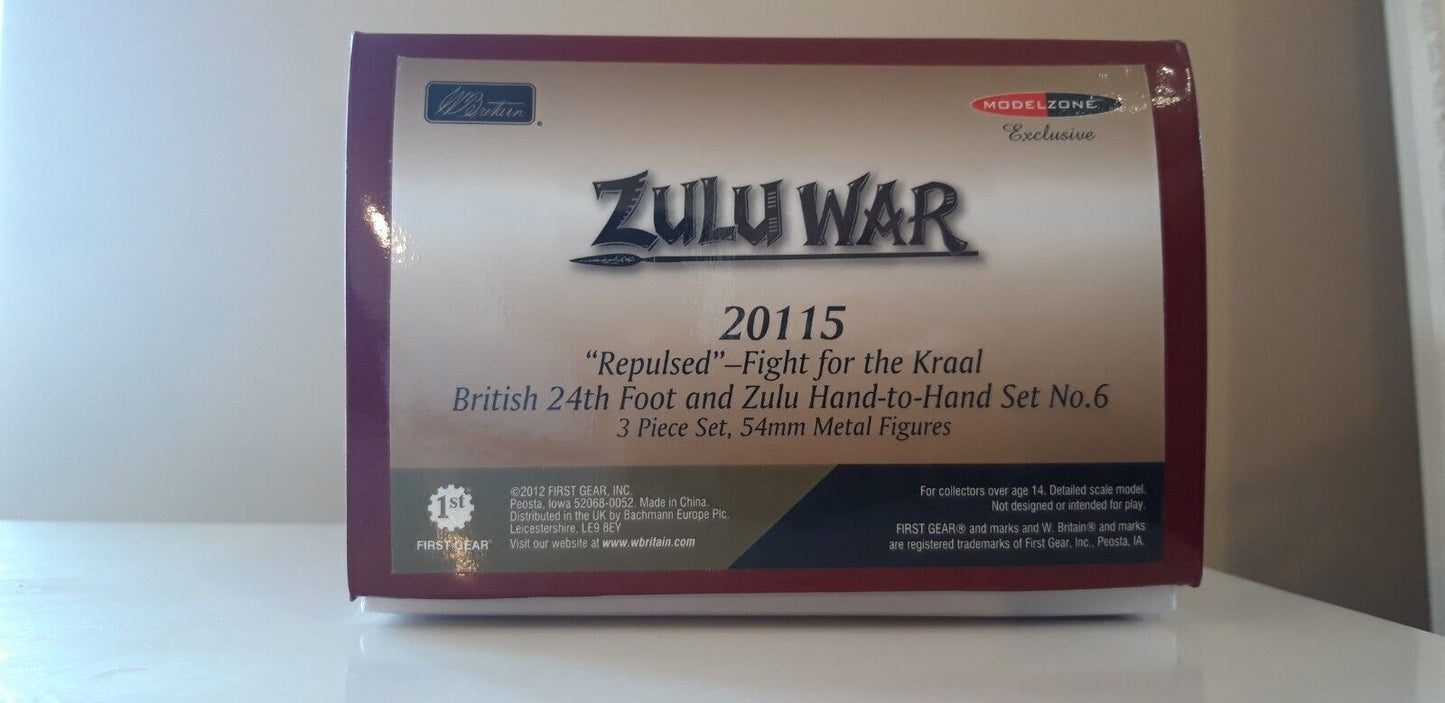 W Britain
MODELZONE
Exclusive
ZULU WAR
20115
“Repulsed”–Fight for the Kraal
British 24th Foot and Zulu Hand-to-Hand Set No.6
3 Piece Set, 54mm Metal Figures
1st
FIRST GEAR®
©2012 FIRST GEAR, INC.
Peosta, Iowa 52068-0052. Made in China.
Distributed in the UK by Bachmann Europe Plc.
Leicestershire, LE9 8EY
Visit our website at www.wbritain.com
For collectors over age 14. Detailed scale model.
Not designed or intended for play.
FIRST GEAR® and marks and W. Britain® and marks
are registered trademarks of First Gear, Inc., Peosta, IA.